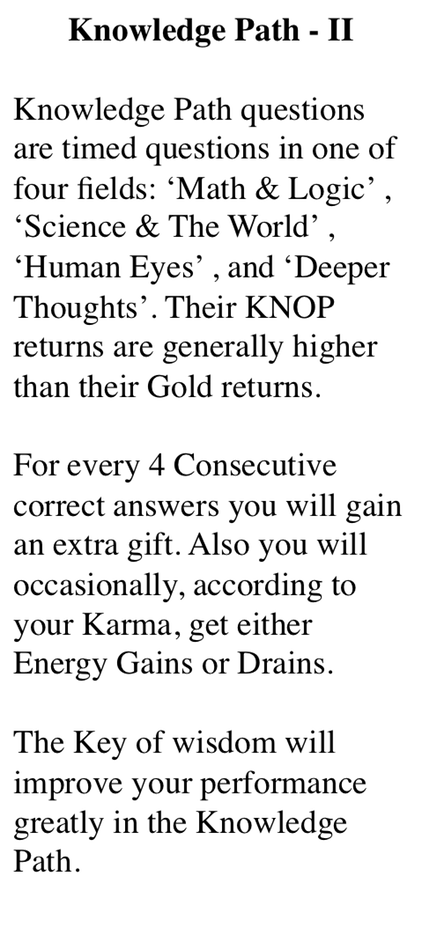 Knowledge Path - II
Knowledge Path questions
are timed questions in one of
four fields: ‘Math & Logic’ ,
‘Science & The World’ ,
‘Human Eyes’ , and ‘Deeper
Thoughts’. Their KNOP
returns are generally higher
than their Gold returns.
For every 4 Consecutive
correct answers you will gain
an extra gift. Also you will
occasionally, according to
your Karma, get either
Energy Gains or Drains.
The Key of wisdom will
improve your performance
greatly in the Knowledge
Path.